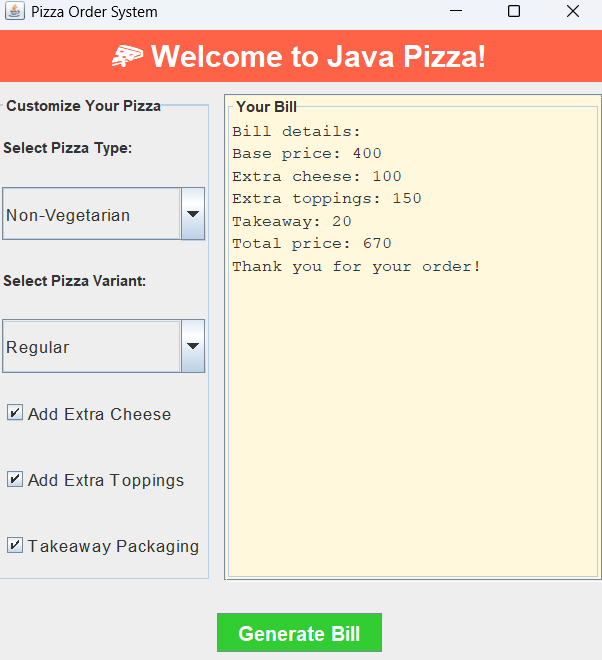 Pizza Order System
Welcome to Java Pizza!
Customize Your Pizza
Select Pizza Type:
Non-Vegetarian
Select Pizza Variant:
Regular
Add Extra Cheese
Add Extra Toppings
Takeaway Packaging
Your Bill
Bill details:
Base price: 400
Extra cheese: 100
Extra toppings: 150
Takeaway: 20
Total price: 670
Thank you for your order!
Generate Bill